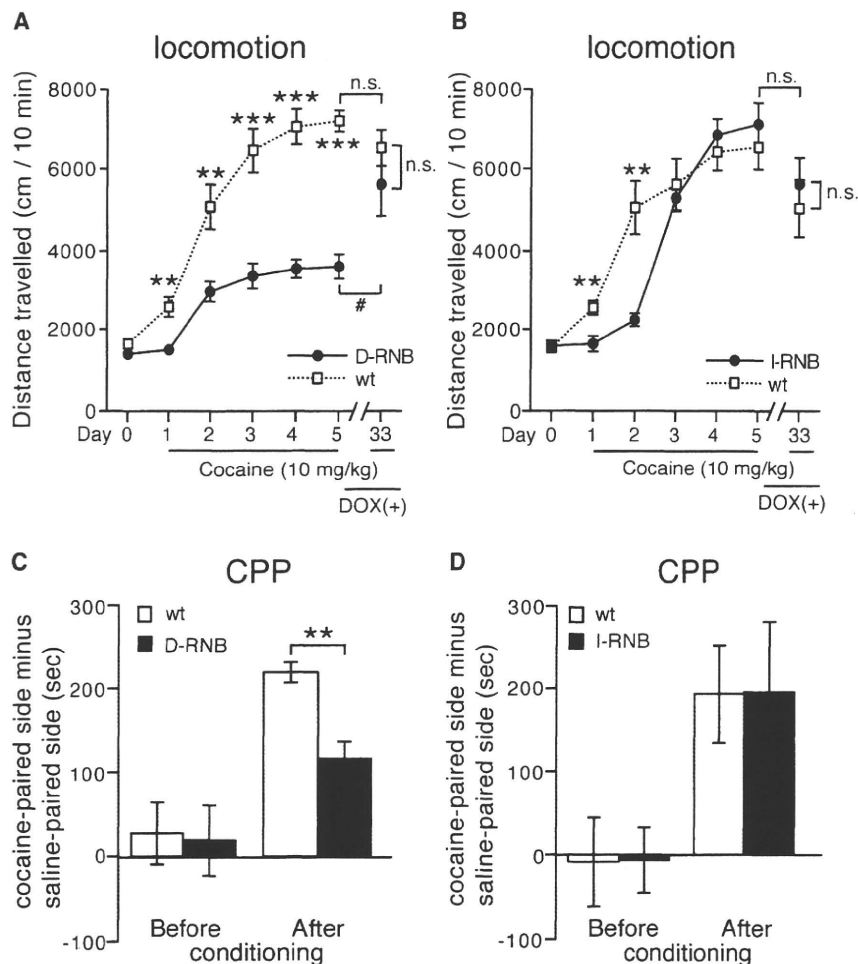 A
locomotion
Distance travelled (cm / 10 min)
8000
6000
4000
2000
0
**
**
***
***
***
n.s.
n.s.
#
D-RNB
wt
Day 0 1 2 3 4 5 33
Cocaine (10 mg/kg)
DOX(+)
B
locomotion
Distance travelled (cm / 10 min)
8000
6000
4000
2000
0
**
**
n.s.
n.s.
I-RNB
wt
Day 0 1 2 3 4 5 33
Cocaine (10 mg/kg)
DOX(+)
C
CPP
cocaine-paired side minus
saline-paired side (sec)
300
200
100
0
-100
wt
D-RNB
**
Before After
conditioning
D
CPP
cocaine-paired side minus
saline-paired side (sec)
300
200
100
0
-100
wt
I-RNB
Before After
conditioning